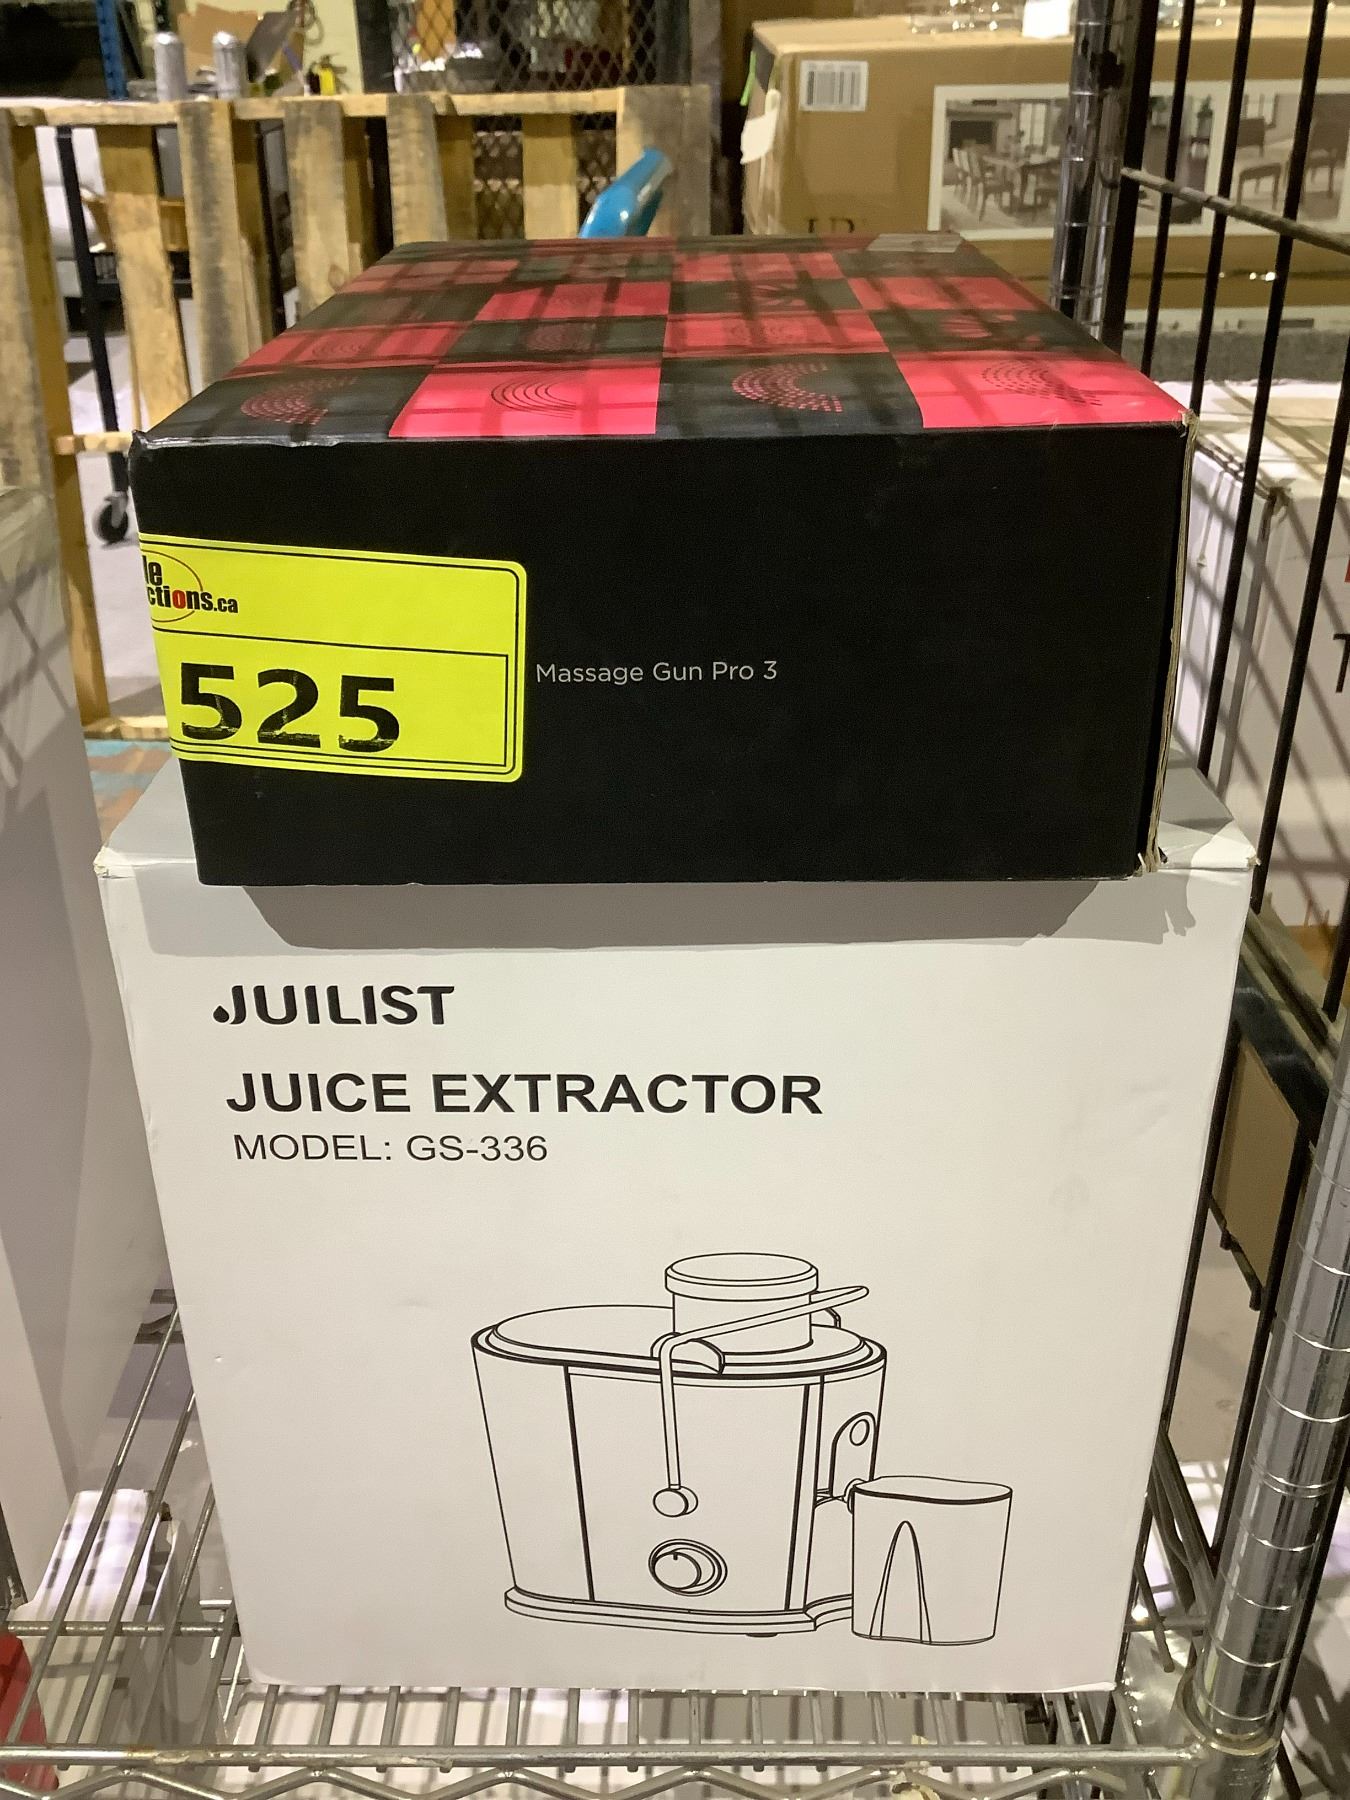 ctions.ca
525
Massage Gun Pro 3
JUILIST
JUICE EXTRACTOR
MODEL: GS-336